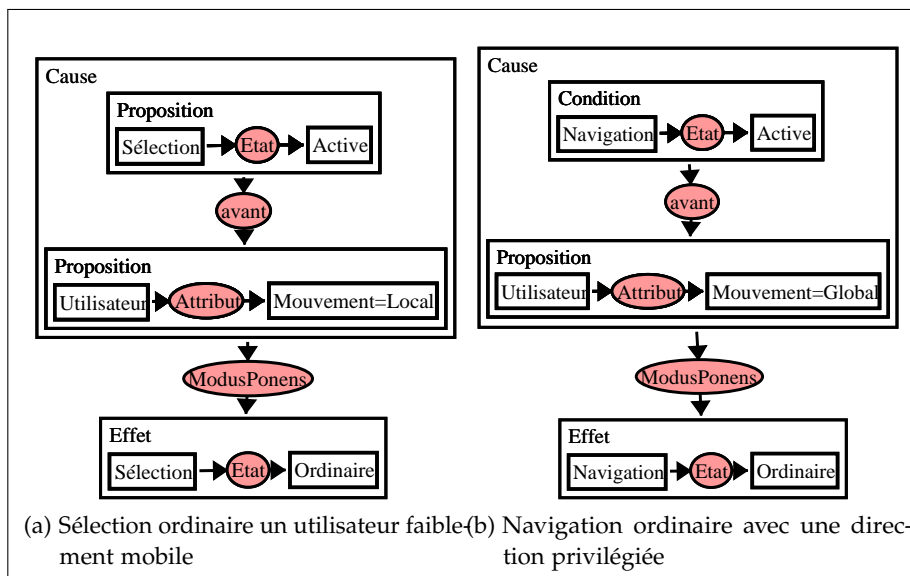 Cause
Proposition
Sélection Etat Active
avant
Proposition
Utilisateur Attribut Mouvement=Local
ModusPonens
Effet
Sélection Etat Ordinaire
(a) Sélection ordinaire un utilisateur faible-
ment mobile
Cause
Condition
Navigation Etat Active
avant
Proposition
Utilisateur Attribut Mouvement=Global
ModusPonens
Effet
Navigation Etat Ordinaire
(b) Navigation ordinaire avec une direc-
tion privilégiée